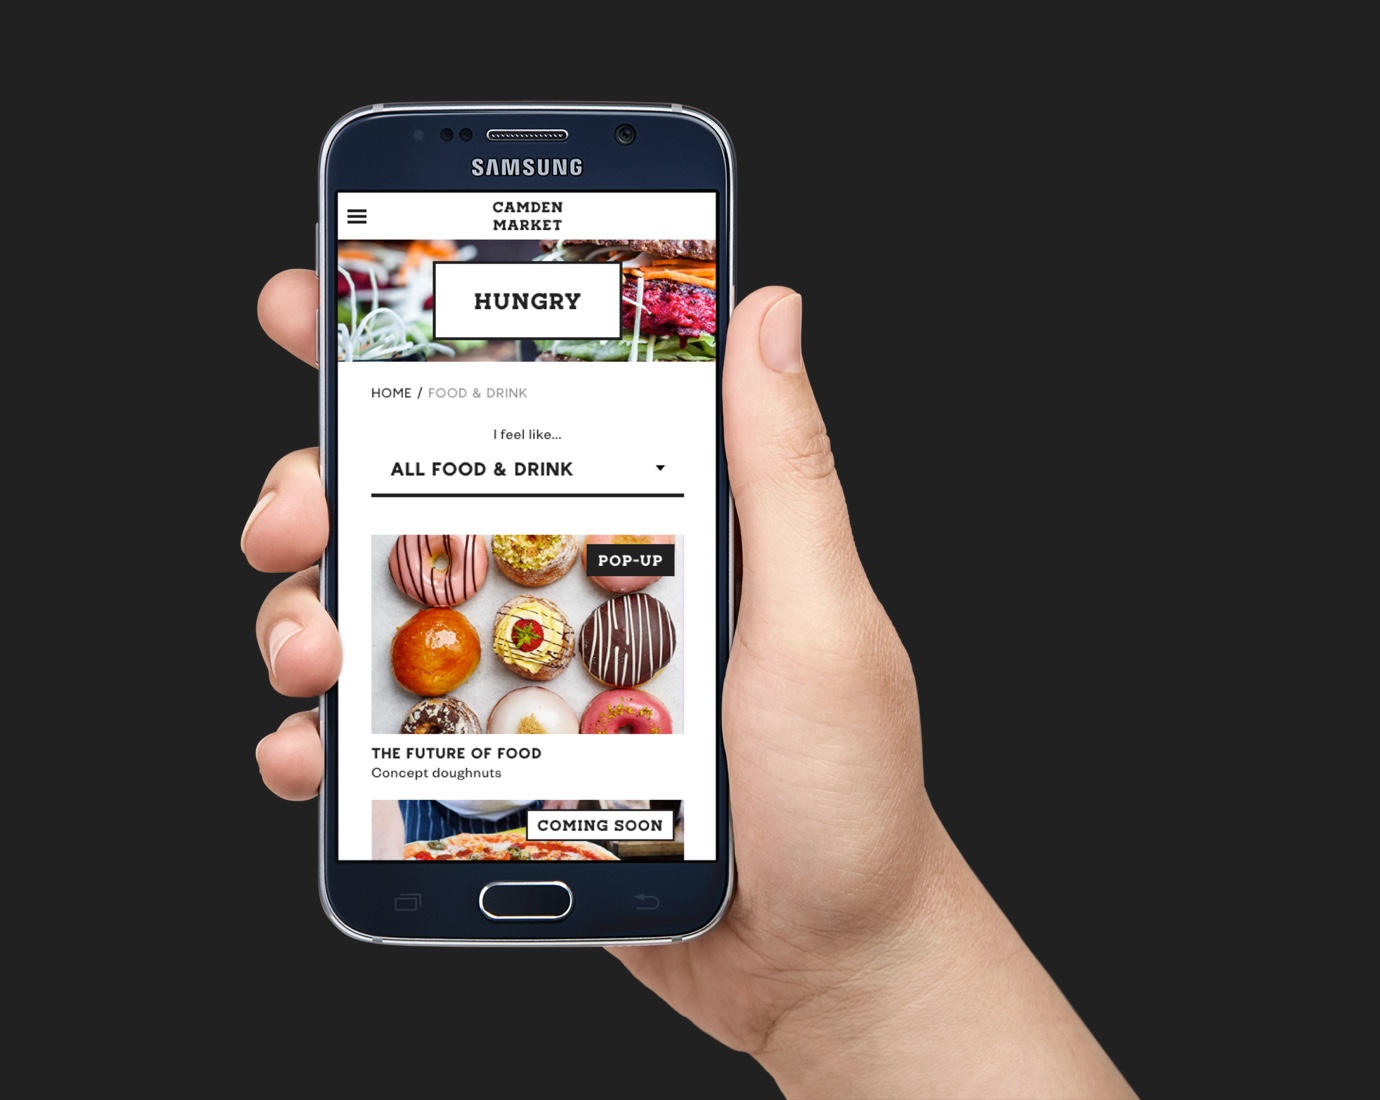 SAMSUNG
CAMDEN
MARKET
HUNGRY
HOME / FOOD & DRINK
I feel like...
ALL FOOD & DRINK
POP-UP
THE FUTURE OF FOOD
Concept doughnuts
COMING SOON